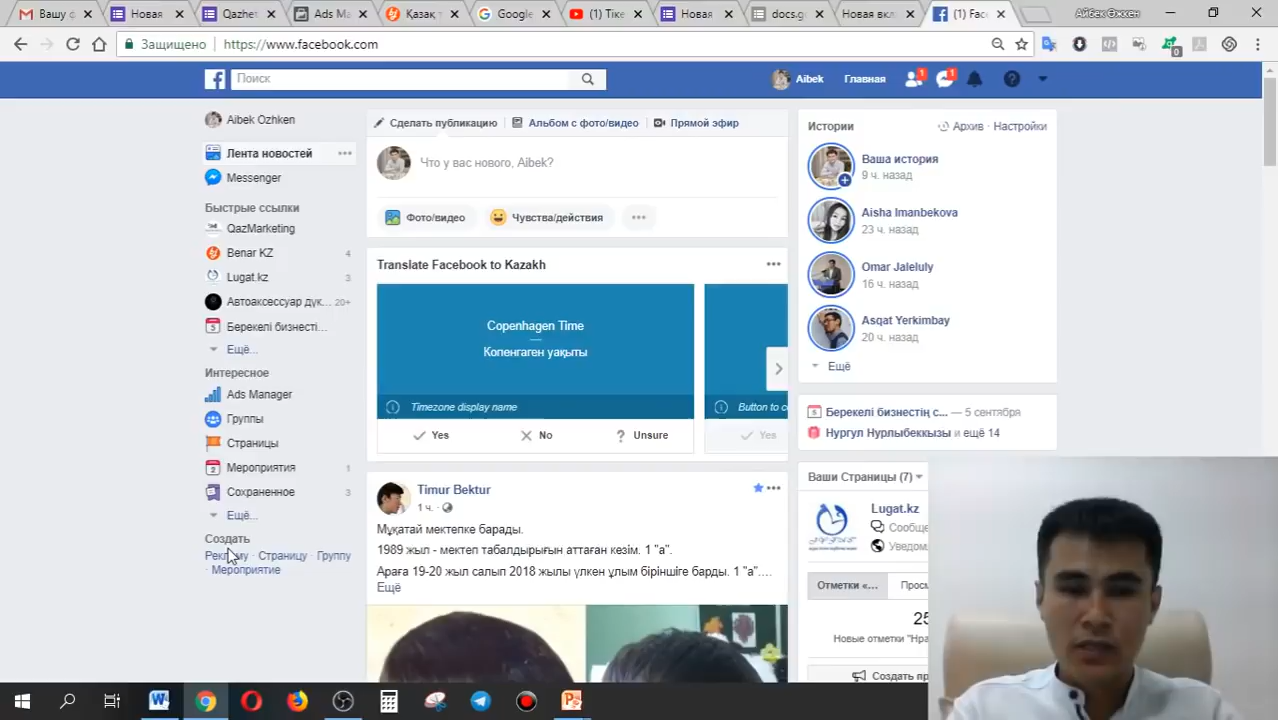 Вашу ф
Новая
Qazhe
Ads Ma
Қазақ т
Google
(1) Тіке
Новая
docs.g
Новая вкл
(1) Fac
Айбек Өжкен
Защищено
https://www.facebook.com
Поиск
Aibek
Главная
1
1
Aibek Ozhken
Лента новостей
Messenger
Быстрые ссылки
QazMarketing
Benar KZ 4
Lugat.kz 3
Автоаксессуар дүк... 20+
Берекелі бизнесті...
Ещё...
Интересное
Ads Manager
Группы
Страницы
Мероприятия 1
Сохраненное 3
Ещё...
Создать
Рекламу · Страницу · Группу
· Мероприятие
Сделать публикацию
Альбом с фото/видео
Прямой эфир
Что у вас нового, Aibek?
Фото/видео
Чувства/действия
Translate Facebook to Kazakh
Copenhagen Time
Копенгаген уақыты
Timezone display name
Button to c
Yes
No
Unsure
Yes
Timur Bektur
1 ч. ·
Мұқатай мектепке барады.
1989 жыл - мектеп табалдырығын аттаған кезім. 1 "а".
Араға 19-20 жыл салып 2018 жылы үлкен ұлым біріншіге барды. 1 "а"....
Ещё
Истории
Архив · Настройки
Ваша история
9 ч. назад
Aisha Imanbekova
23 ч. назад
Omar Jaleluly
16 ч. назад
Asqat Yerkimbay
20 ч. назад
Ещё
Берекелі бизнестің с... — 5 сентября
Нургул Нурлыбеккызы и ещё 14
Ваши Страницы (7)
Lugat.kz
Сообще
Уведом
Отметки «...
Прос
25
Новые отметки "Нра
Создать пр